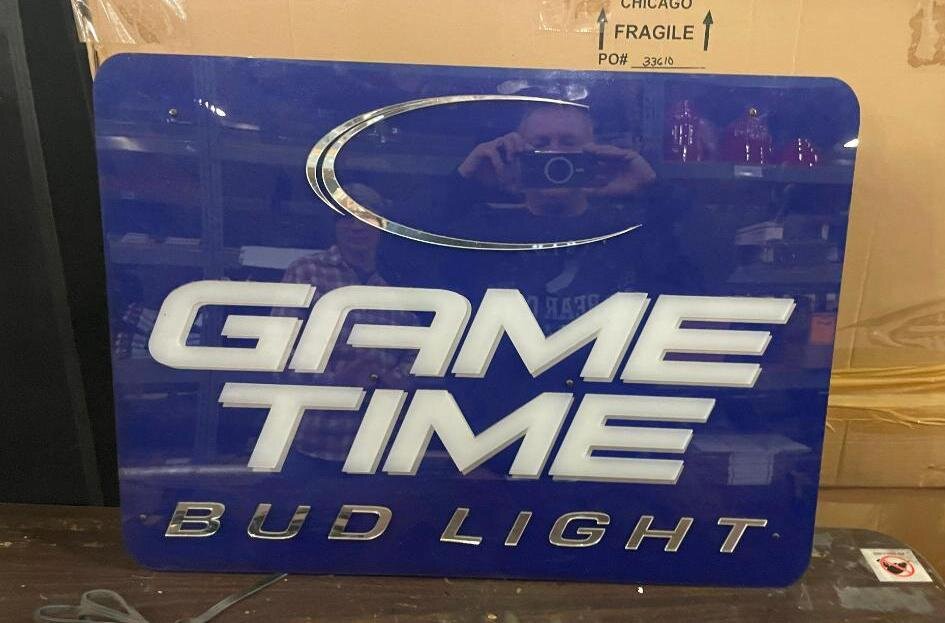 CHICAGO
FRAGILE
PO# 33610
GAME
TIME
BUD LIGHT